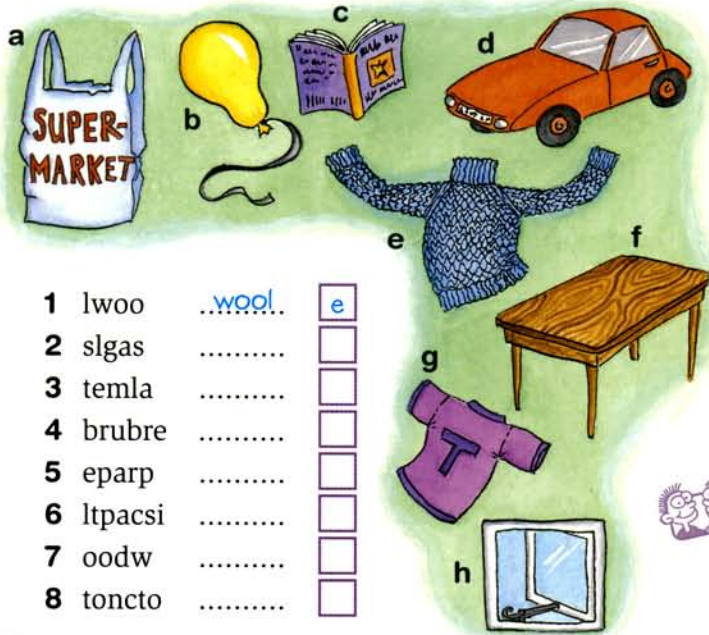 a
b
c
d
SUPER-
MARKET
e
f
g
T
h
1 lwoo wool e
2 slgas ..........
3 temla ..........
4 brubre ..........
5 eparp ..........
6 ltpacsi ..........
7 oodw ..........
8 toncto ..........